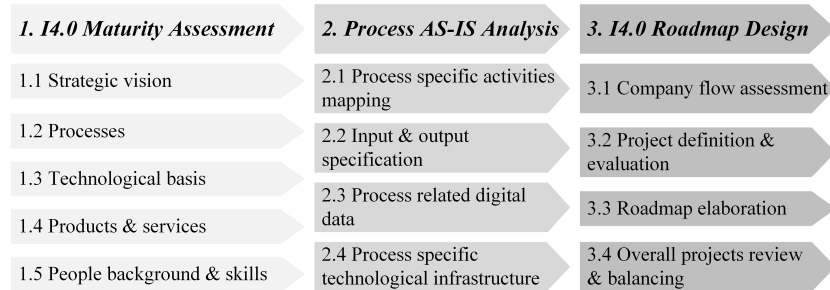 1. I4.0 Maturity Assessment
1.1 Strategic vision
1.2 Processes
1.3 Technological basis
1.4 Products & services
1.5 People background & skills
2. Process AS-IS Analysis
2.1 Process specific activities
mapping
2.2 Input & output
specification
2.3 Process related digital
data
2.4 Process specific
technological infrastructure
3. I4.0 Roadmap Design
3.1 Company flow assessment
3.2 Project definition &
evaluation
3.3 Roadmap elaboration
3.4 Overall projects review
& balancing